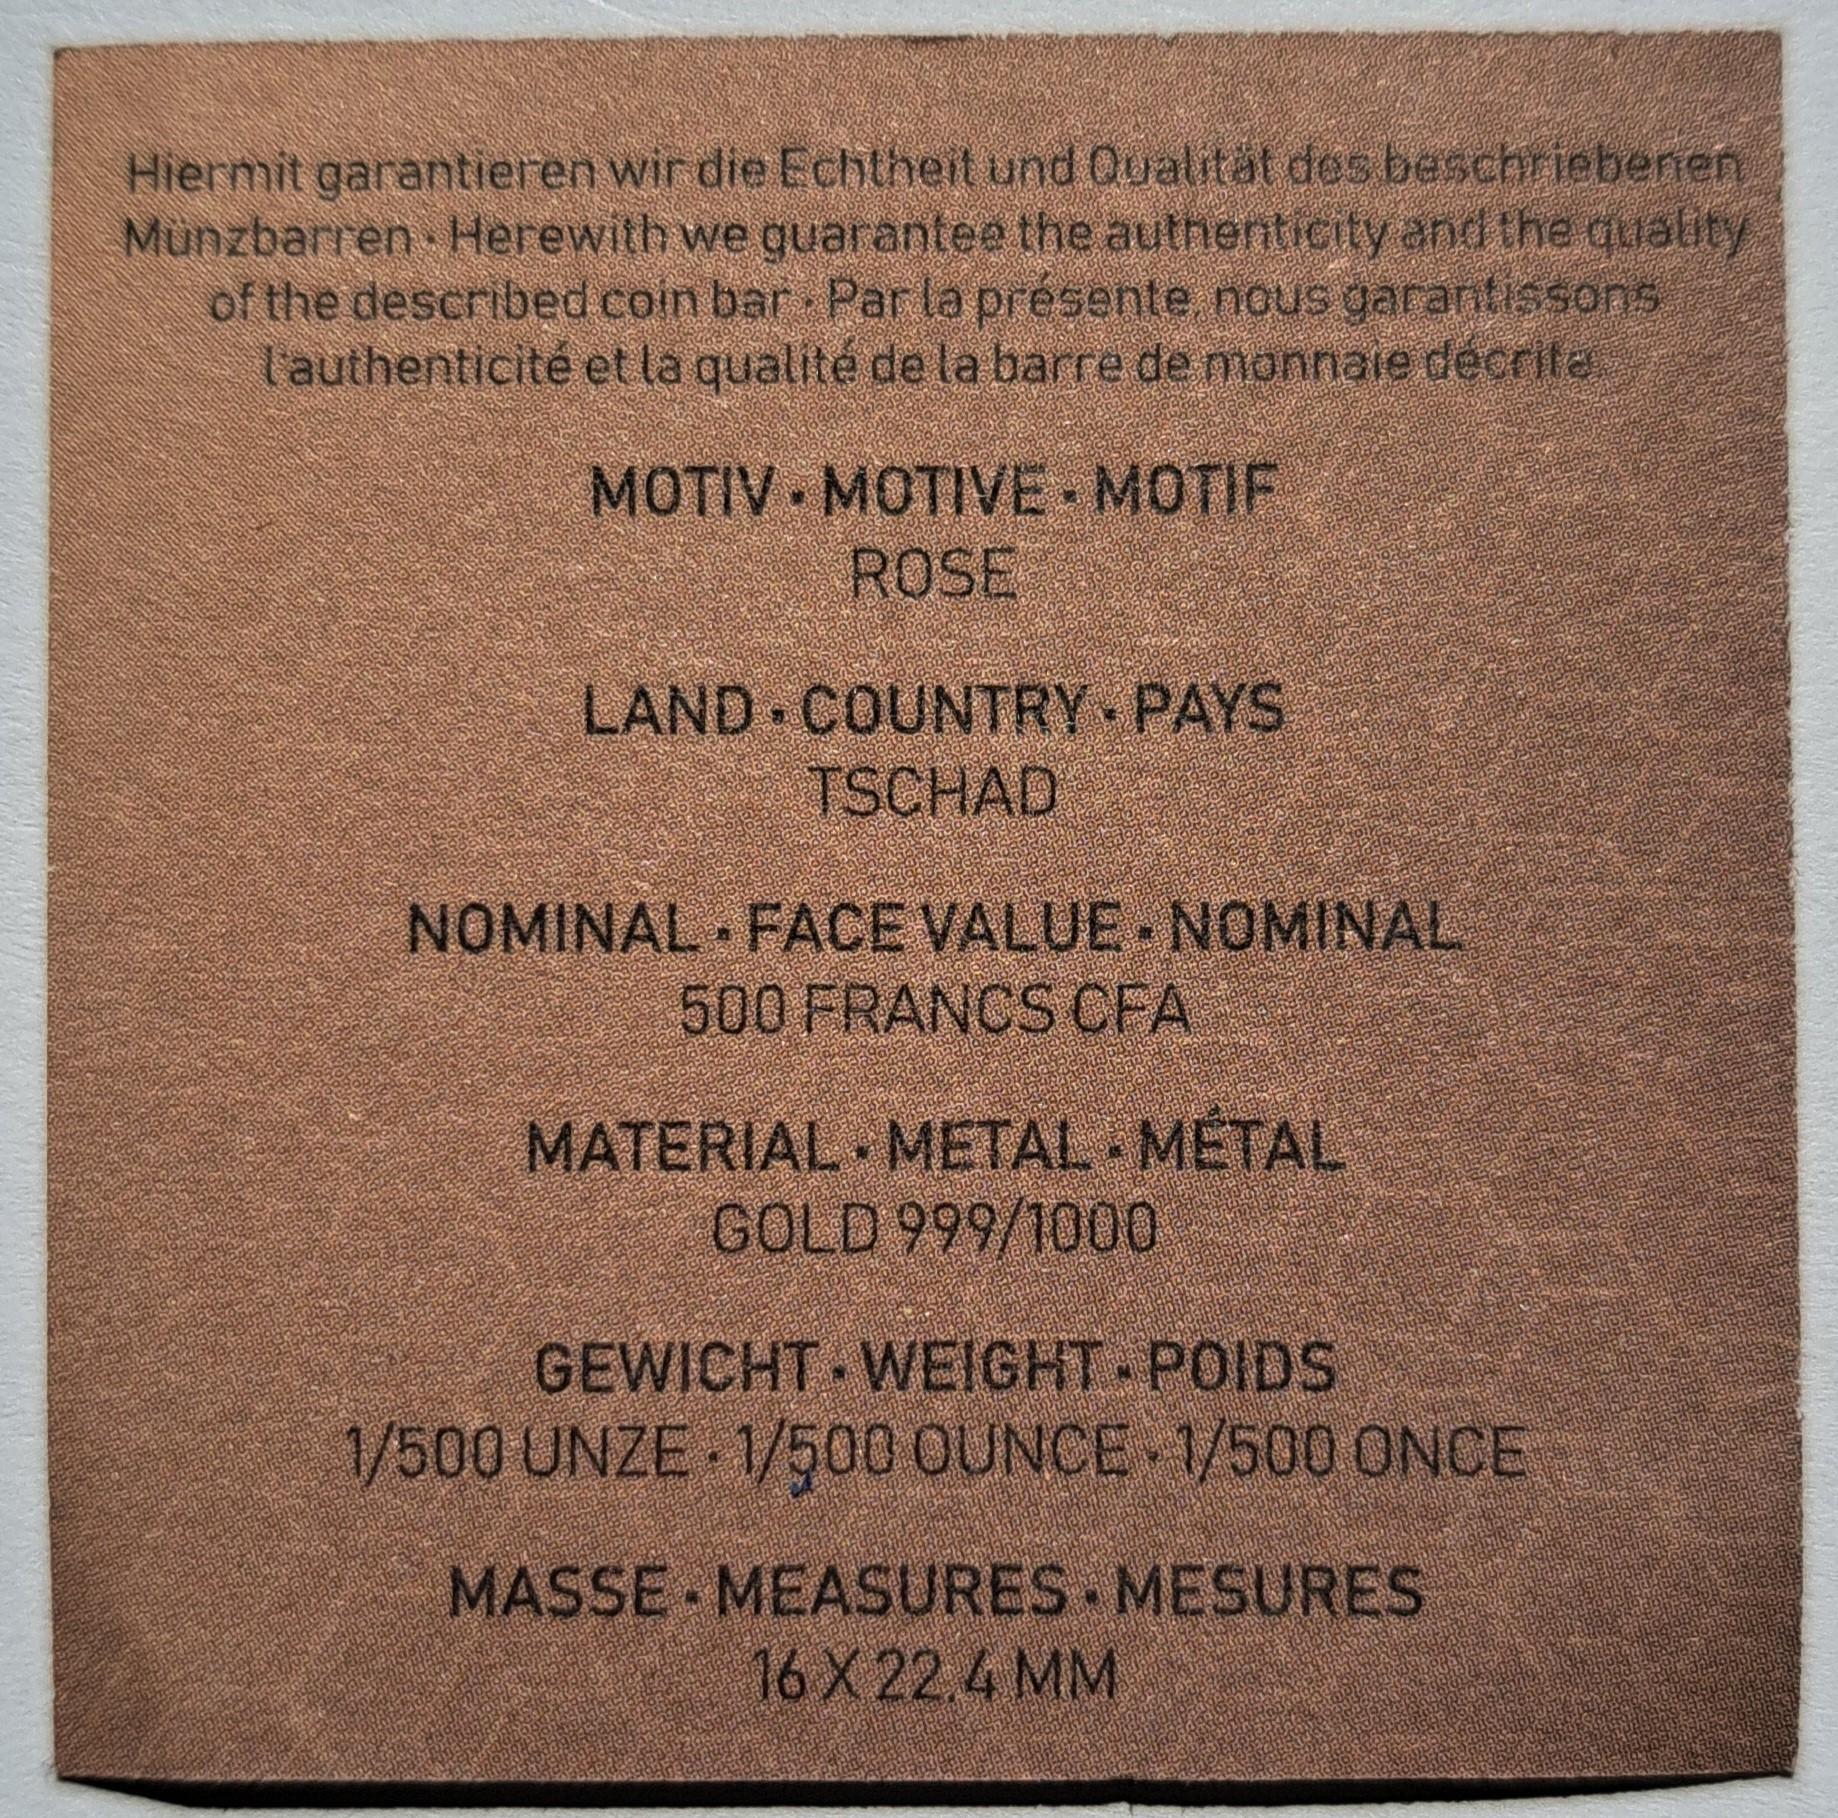 Hiermit garantieren wir die Echtheit und Qualität des beschriebenen
Münzbarren · Herewith we guarantee the authenticity and the quality
of the described coin bar · Par la présente, nous garantissons
l'authenticité et la qualité de la barre de monnaie décrite.
MOTIV · MOTIVE · MOTIF
ROSE
LAND · COUNTRY · PAYS
TSCHAD
NOMINAL · FACE VALUE · NOMINAL
500 FRANCS CFA
MATERIAL · METAL · MÉTAL
GOLD 999/1000
GEWICHT · WEIGHT · POIDS
1/500 UNZE · 1/500 OUNCE · 1/500 ONCE
MASSE · MEASURES · MESURES
16 X 22.4 MM